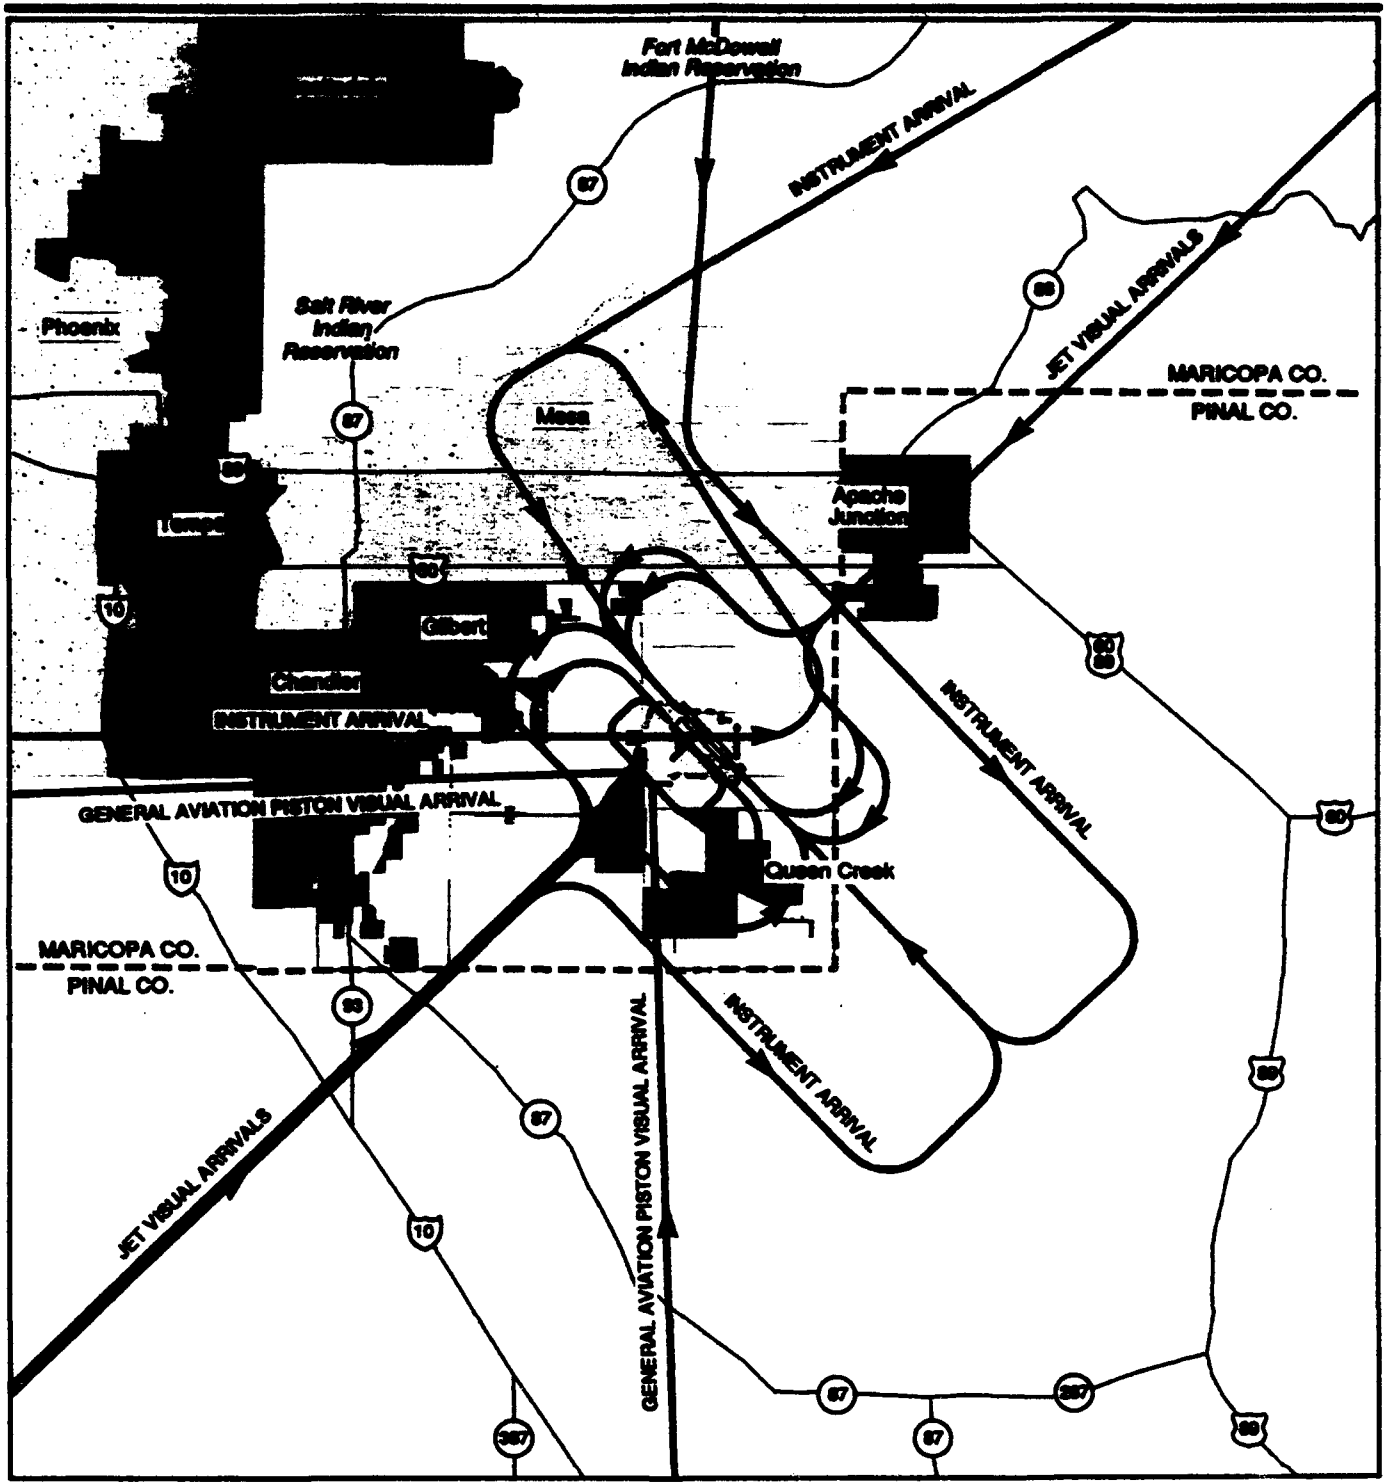 Fort McDowell
Indian Reservation
INSTRUMENT ARRIVAL
87
JET VISUAL ARRIVALS
88
Salt River
Indian
Reservation
Phoenix
MARICOPA CO.
PINAL CO.
Mesa
87
Apache
Junction
Tempe
60
10
Gilbert
60
89
Chandler
INSTRUMENT ARRIVAL
INSTRUMENT ARRIVAL
GENERAL AVIATION PISTON VISUAL ARRIVAL
60
10
Queen Creek
MARICOPA CO.
PINAL CO.
93
INSTRUMENT ARRIVAL
89
87
JET VISUAL ARRIVALS
GENERAL AVIATION PISTON VISUAL ARRIVAL
10
87
287
387
87
89